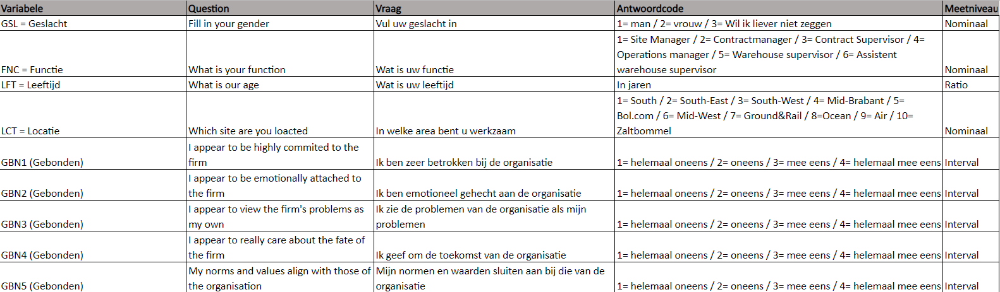 Variabele Question Vraag Antwoordcode Meetniveau
GSL = Geslacht Fill in your gender Vul uw geslacht in 1= man / 2= vrouw / 3= Wil ik liever niet zeggen Nominaal
1= Site Manager / 2= Contractmanager / 3= Contract Supervisor / 4=
Operations manager / 5= Warehouse supervisor / 6= Assistent
FNC = Functie What is your function Wat is uw functie warehouse supervisor Nominaal
LFT = Leeftijd What is our age Wat is uw leeftijd In jaren Ratio
1= South / 2= South-East / 3= South-West / 4= Mid-Brabant / 5=
Bol.com / 6= Mid-West / 7= Ground&Rail / 8=Ocean / 9= Air / 10=
LCT = Locatie Which site are you loacted In welke area bent u werkzaam Zaltbommel Nominaal
I appear to be highly commited to the
GBN1 (Gebonden) firm Ik ben zeer betrokken bij de organisatie 1= helemaal oneens / 2= oneens / 3= mee eens / 4= helemaal mee eens Interval
I appear to be emotionally attached to
GBN2 (Gebonden) the firm Ik ben emotioneel gehecht aan de organisatie 1= helemaal oneens / 2= oneens / 3= mee eens / 4= helemaal mee eens Interval
I appear to view the firm's problems as Ik zie de problemen van de organisatie als mijn
GBN3 (Gebonden) my own problemen 1= helemaal oneens / 2= oneens / 3= mee eens / 4= helemaal mee eens Interval
I appear to really care about the fate of
GBN4 (Gebonden) the firm Ik geef om de toekomst van de organisatie 1= helemaal oneens / 2= oneens / 3= mee eens / 4= helemaal mee eens Interval
My norms and values align with those of Mijn normen en waarden sluiten aan bij die van de
GBN5 (Gebonden) the organisation organisatie 1= helemaal oneens / 2= oneens / 3= mee eens / 4= helemaal mee eens Interval